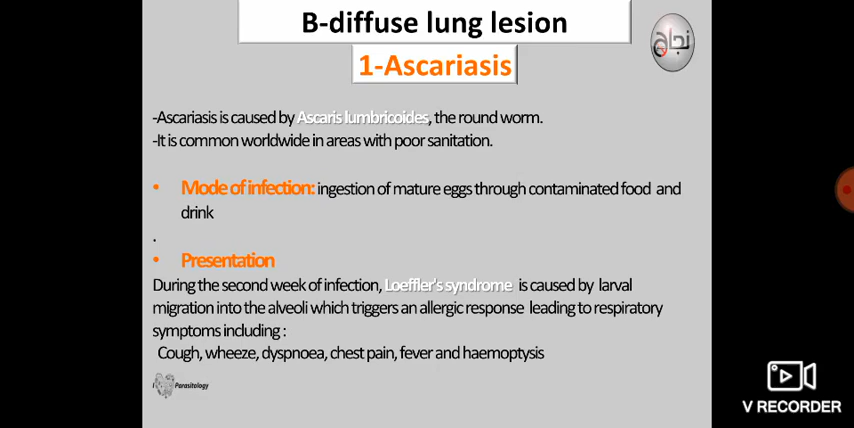 B-diffuse lung lesion
1-Ascariasis
نجاح
-Ascariasis is caused by Ascaris lumbricoides, the round worm.
-It is common worldwide in areas with poor sanitation.
• Mode of infection: ingestion of mature eggs through contaminated food and
drink
.
• Presentation
During the second week of infection, Loeffler's syndrome is caused by larval
migration into the alveoli which triggers an allergic response leading to respiratory
symptoms including :
Cough, wheeze, dyspnoea, chest pain, fever and haemoptysis
I Parasitology
V RECORDER